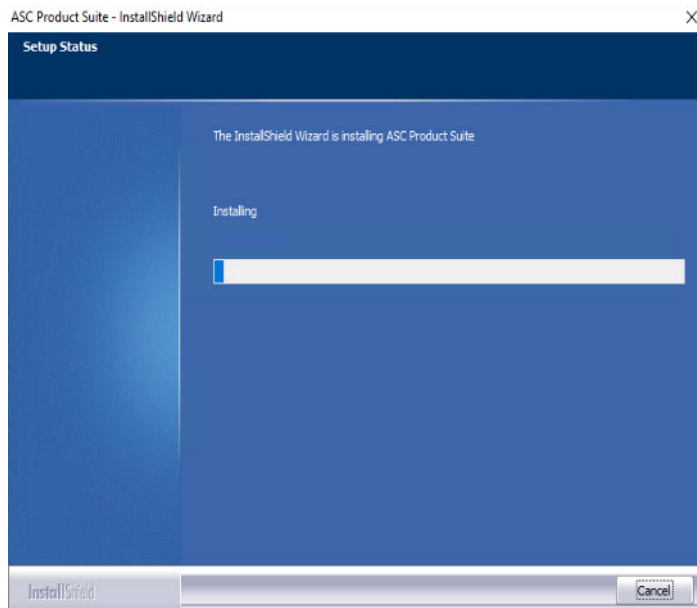 ASC Product Suite - InstallShield Wizard
Setup Status
The InstallShield Wizard is installing ASC Product Suite
Installing
InstallShield
Cancel